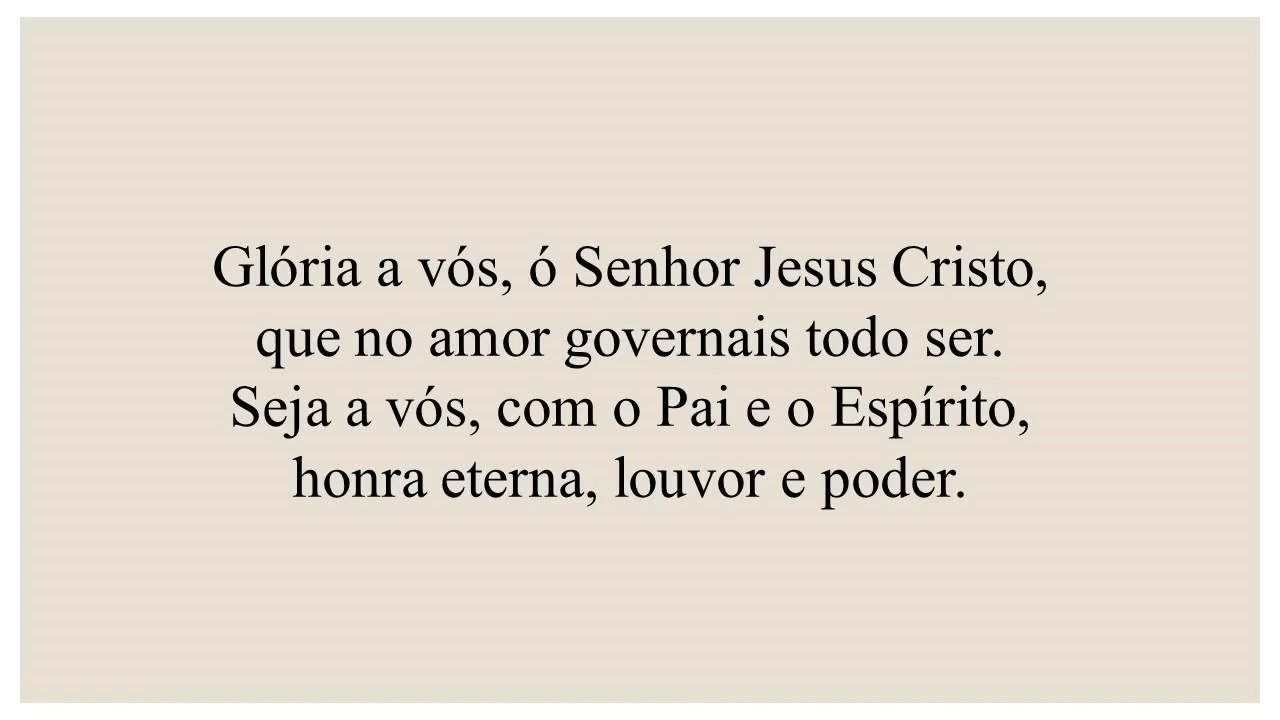 Glória a vós, ó Senhor Jesus Cristo,
que no amor governais todo ser.
Seja a vós, com o Pai e o Espírito,
honra eterna, louvor e poder.